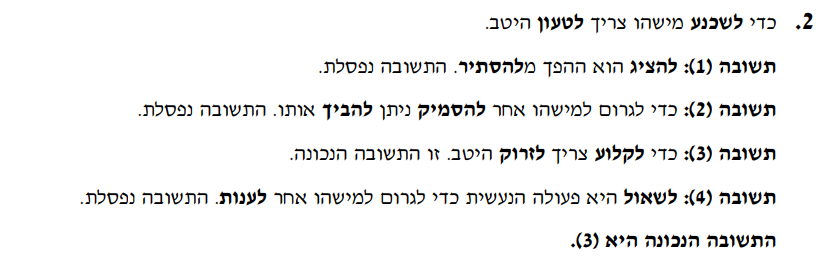 2. כדי לשכנע מישהו צריך לטעון היטב.
תשובה (1): להציג הוא ההפך מלהסתיר. התשובה נפסלת.
תשובה (2): כדי לגרום למישהו אחר להסמיק ניתן להביך אותו. התשובה נפסלת.
תשובה (3): כדי לקלוע צריך לזרוק היטב. זו התשובה הנכונה.
תשובה (4): לשאול היא פעולה הנעשית כדי לגרום למישהו אחר לענות. התשובה נפסלת.
התשובה הנכונה היא (3).